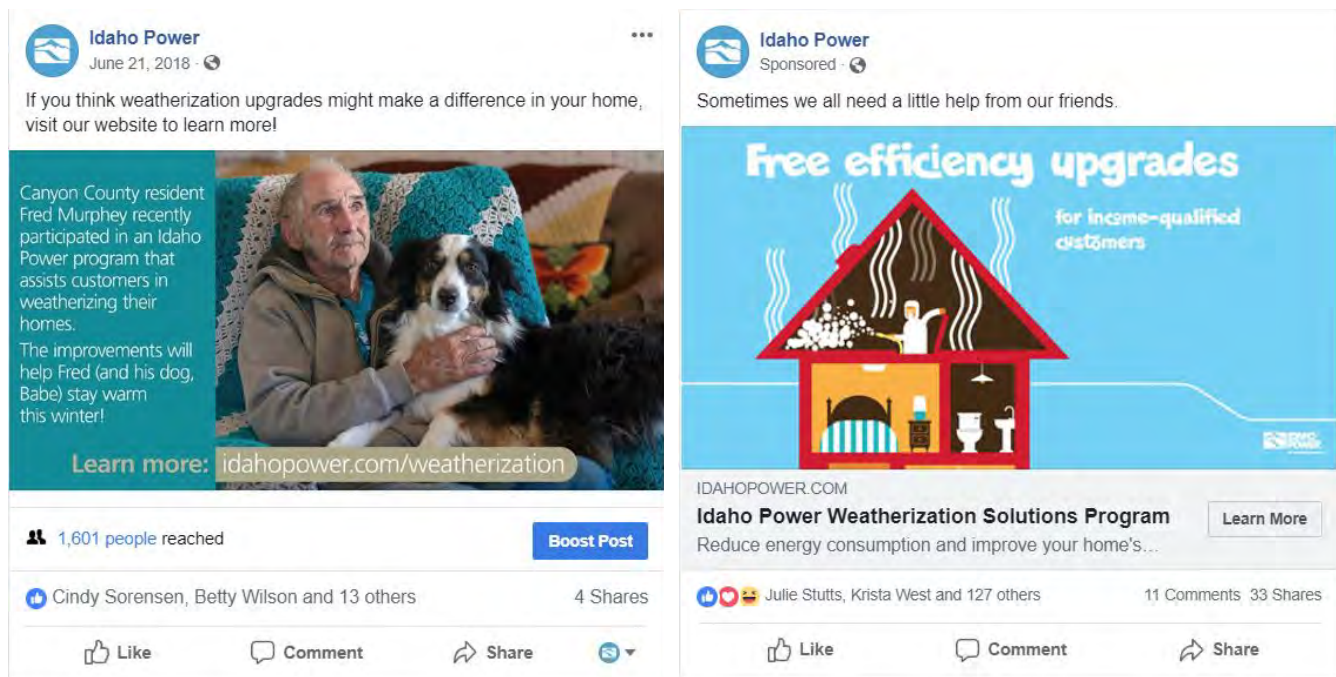 Idaho Power
June 21, 2018
If you think weatherization upgrades might make a difference in your home,
visit our website to learn more!
Canyon County resident
Fred Murphey recently
participated in an Idaho
Power program that
assists customers in
weatherizing their
homes.
The improvements will
help Fred (and his dog,
Babe) stay warm
this winter!
Learn more: idahopower.com/weatherization
1,601 people reached
Boost Post
Cindy Sorensen, Betty Wilson and 13 others
4 Shares
Like Comment Share
Idaho Power
Sponsored
Sometimes we all need a little help from our friends.
Free efficiency upgrades
for income-qualified
customers
IDAHO
POWER
IDAHOPOWER.COM
Idaho Power Weatherization Solutions Program
Learn More
Reduce energy consumption and improve your home's...
Julie Stutts, Krista West and 127 others
11 Comments 33 Shares
Like Comment Share